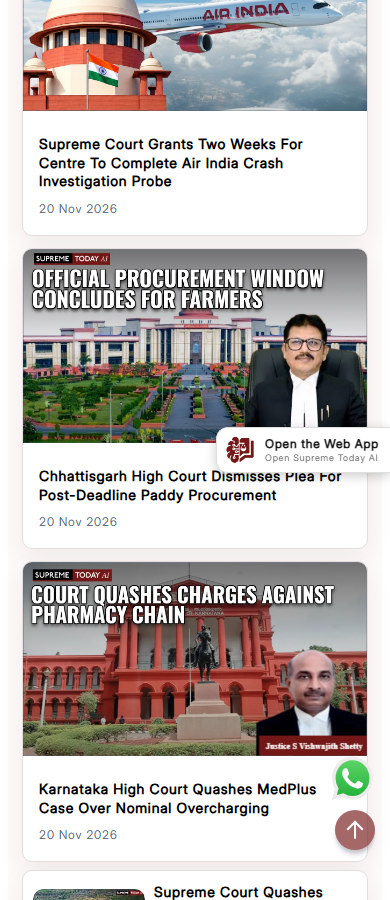 AIR INDIA
Supreme Court Grants Two Weeks For
Centre To Complete Air India Crash
Investigation Probe
20 Nov 2026
SUPREME TODAY AI
OFFICIAL PROCUREMENT WINDOW
CONCLUDES FOR FARMERS
Open the Web App
Open Supreme Today AI
Chhattisgarh High Court Dismisses Plea For
Post-Deadline Paddy Procurement
20 Nov 2026
SUPREME TODAY AI
COURT QUASHES CHARGES AGAINST
PHARMACY CHAIN
Justice S Vishwajith Shetty
Karnataka High Court Quashes MedPlus
Case Over Nominal Overcharging
20 Nov 2026
Supreme Court Quashes